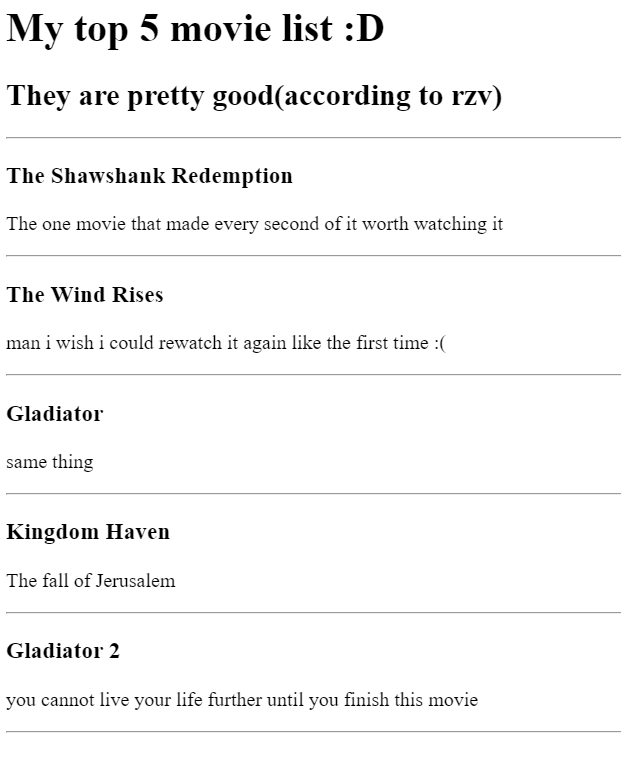 My top 5 movie list :D
They are pretty good(according to rzv)
The Shawshank Redemption
The one movie that made every second of it worth watching it
The Wind Rises
man i wish i could rewatch it again like the first time :(
Gladiator
same thing
Kingdom Haven
The fall of Jerusalem
Gladiator 2
you cannot live your life further until you finish this movie